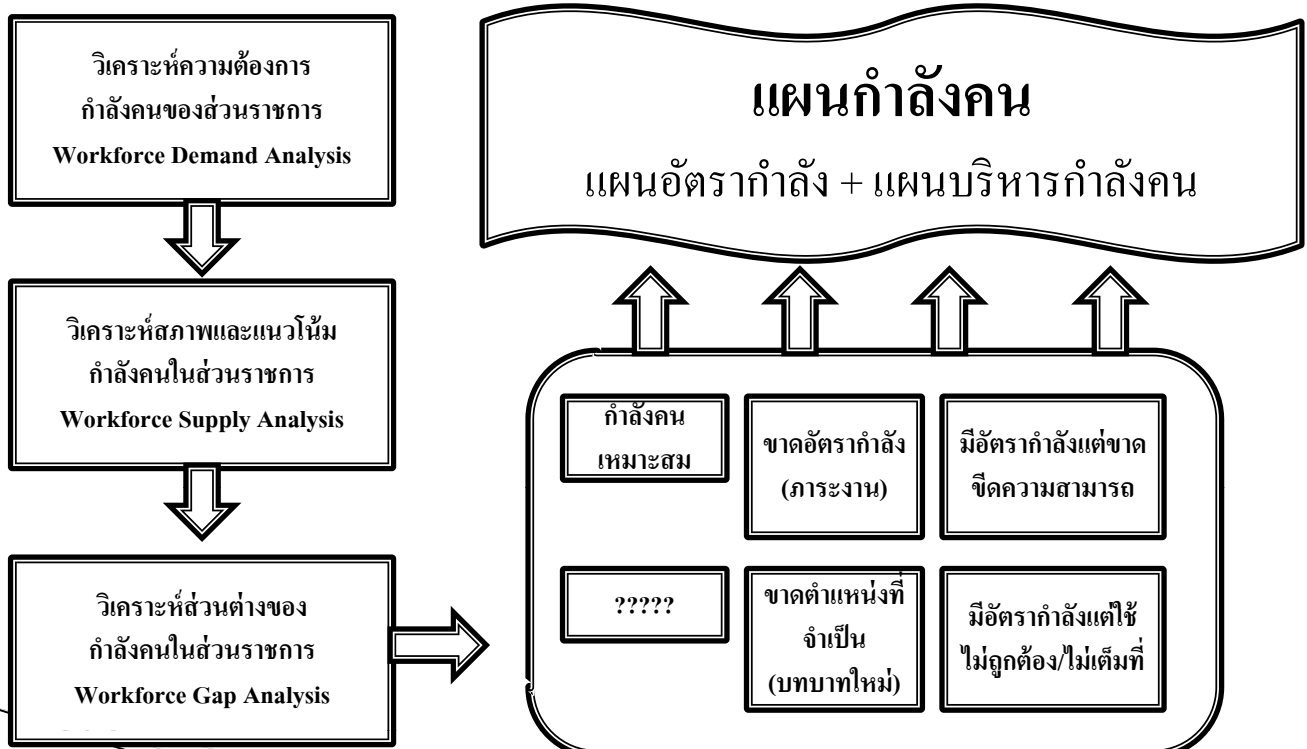 วิเคราะห์ความต้องการ
กำลังคนของส่วนราชการ
Workforce Demand Analysis
วิเคราะห์สภาพและแนวโน้ม
กำลังคนในส่วนราชการ
Workforce Supply Analysis
วิเคราะห์ส่วนต่างของ
กำลังคนในส่วนราชการ
Workforce Gap Analysis
แผนกำลังคน
แผนอัตรากำลัง + แผนบริหารกำลังคน
กำลังคน
เหมาะสม
ขาดอัตรากำลัง
(ภาระงาน)
มีอัตรากำลังแต่ขาด
ขีดความสามารถ
?????
ขาดตำแหน่งที่
จำเป็น
(บทบาทใหม่)
มีอัตรากำลังแต่ใช้
ไม่ถูกต้อง/ไม่เต็มที่